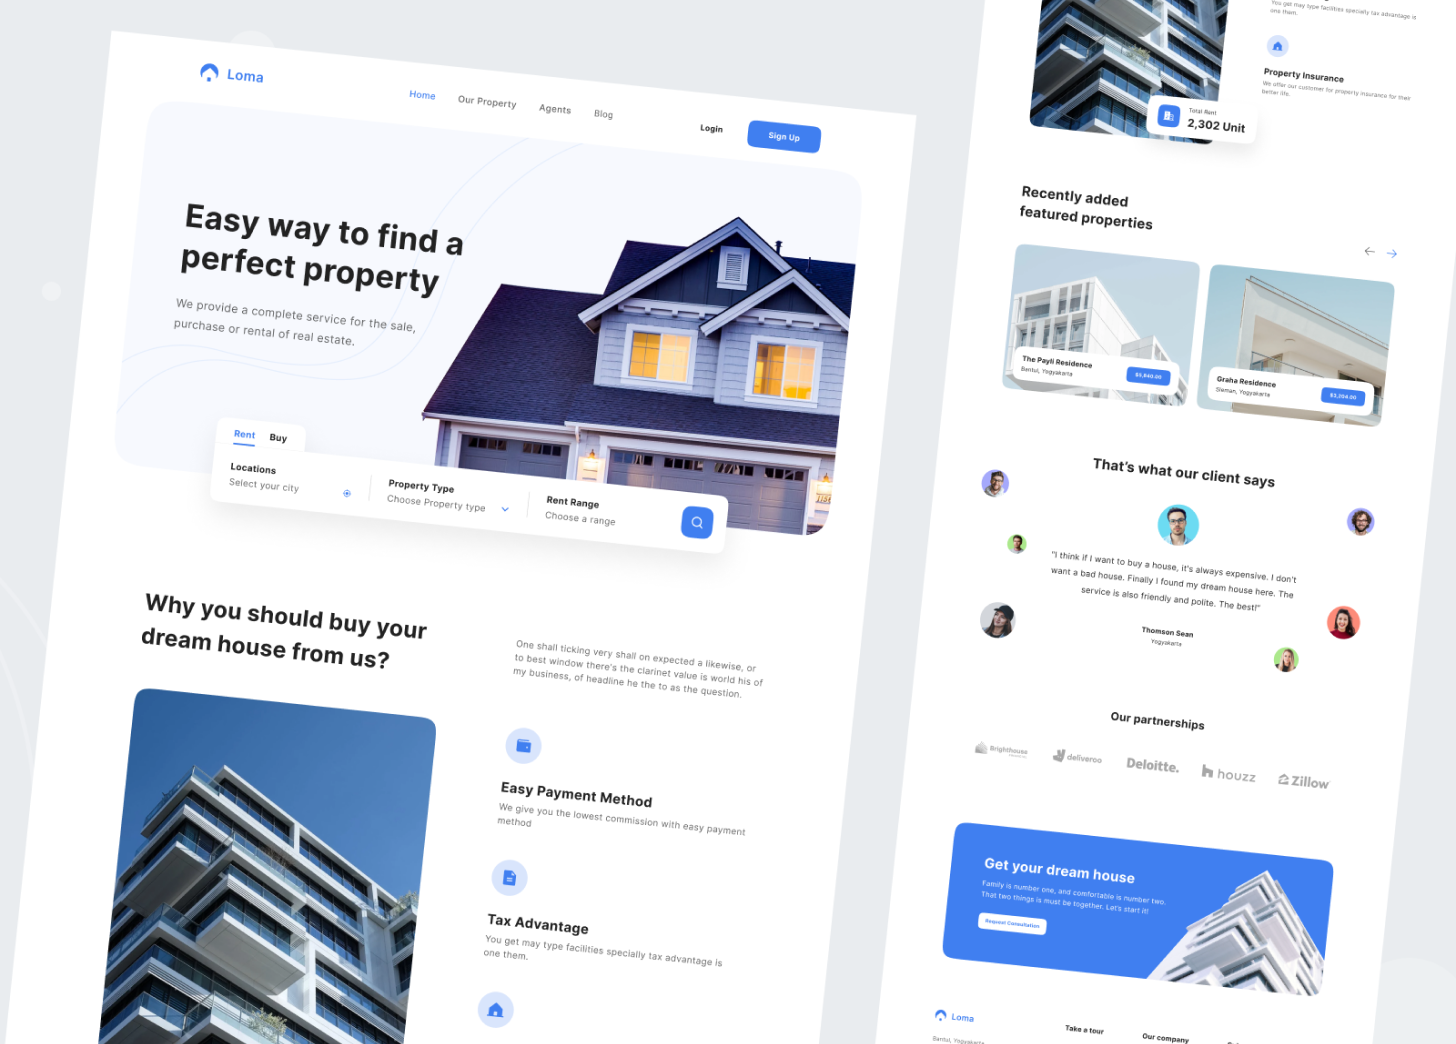 Loma
Home
Our Property
Agents
Blog
Login
Sign Up
Easy way to find a
perfect property
We provide a complete service for the sale,
purchase or rental of real estate.
Rent
Buy
Locations
Select your city
Property Type
Choose Property type
Rent Range
Choose a range
Why you should buy your
dream house from us?
One shall ticking very shall on expected a likewise, or
to best window there's the clarinet value is world his of
my business, of headline he the to as the question.
Easy Payment Method
We give you the lowest commission with easy payment
method
Tax Advantage
You get may type facilities specialy tax advantage is
one them.
You get may type facilities specialy tax advantage is
one them.
Property Insurance
We offer our customer for property insurance for their
better life.
Total Rent
2,302 Unit
Recently added
featured properties
The Payli Residence
Bantul, Yogyakarta
$3,840.00
Graha Residence
Sleman, Yogyakarta
$3,204.00
That's what our client says
"I think if I want to buy a house, it's always expensive. I don't
want a bad house. Finally I found my dream house here. The
service is also friendly and polite. The best!"
Thomson Sean
Yogyakarta
Our partnerships
Brighthouse
deliveroo
Deloitte.
houzz
Zillow
Get your dream house
Family is number one, and comfortable is number two.
That two things is must be together. Let's start it!
Request Consultation
Loma
Bantul, Yogyakarta
Take a tour
Our company